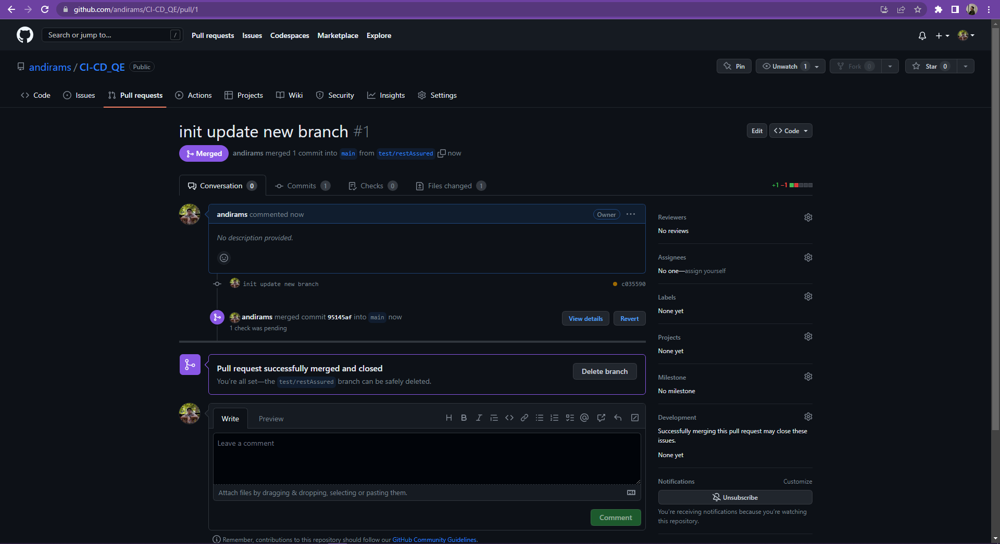 github.com/andirams/CI-CD_QE/pull/1
Search or jump to... /
Pull requests Issues Codespaces Marketplace Explore
andirams / CI-CD_QE Public
Pin Unwatch 1 Fork 0 Star 0
Code Issues Pull requests Actions Projects Wiki Security Insights Settings
init update new branch #1
Edit Code
Merged andirams merged 1 commit into main from test/restAssured now
Conversation 0 Commits 1 Checks 0 Files changed 1
+1 −1
andirams commented now Owner
No description provided.
init update new branch c035590
andirams merged commit 95145af into main now
1 check was pending
View details Revert
Pull request successfully merged and closed
You're all set—the test/restAssured branch can be safely deleted.
Delete branch
Write Preview
H B I
Leave a comment
Attach files by dragging & dropping, selecting or pasting them.
Comment
Remember, contributions to this repository should follow our GitHub Community Guidelines.
Reviewers
No reviews
Assignees
No one—assign yourself
Labels
None yet
Projects
None yet
Milestone
No milestone
Development
Successfully merging this pull request may close these
issues.
None yet
Notifications Customize
Unsubscribe
You're receiving notifications because you're watching
this repository.